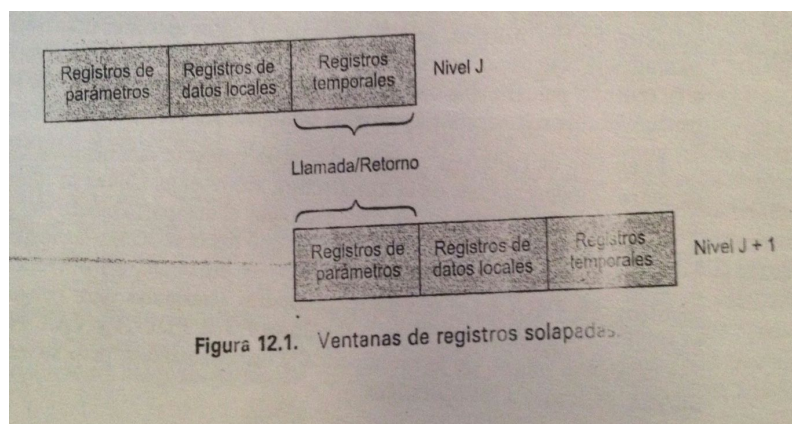 Registros de parámetros
Registros de datos locales
Registros temporales
Nivel J
Llamada/Retorno
Registros de parámetros
Registros de datos locales
Registros temporales
Nivel J + 1
Figura 12.1. Ventanas de registros solapadas.